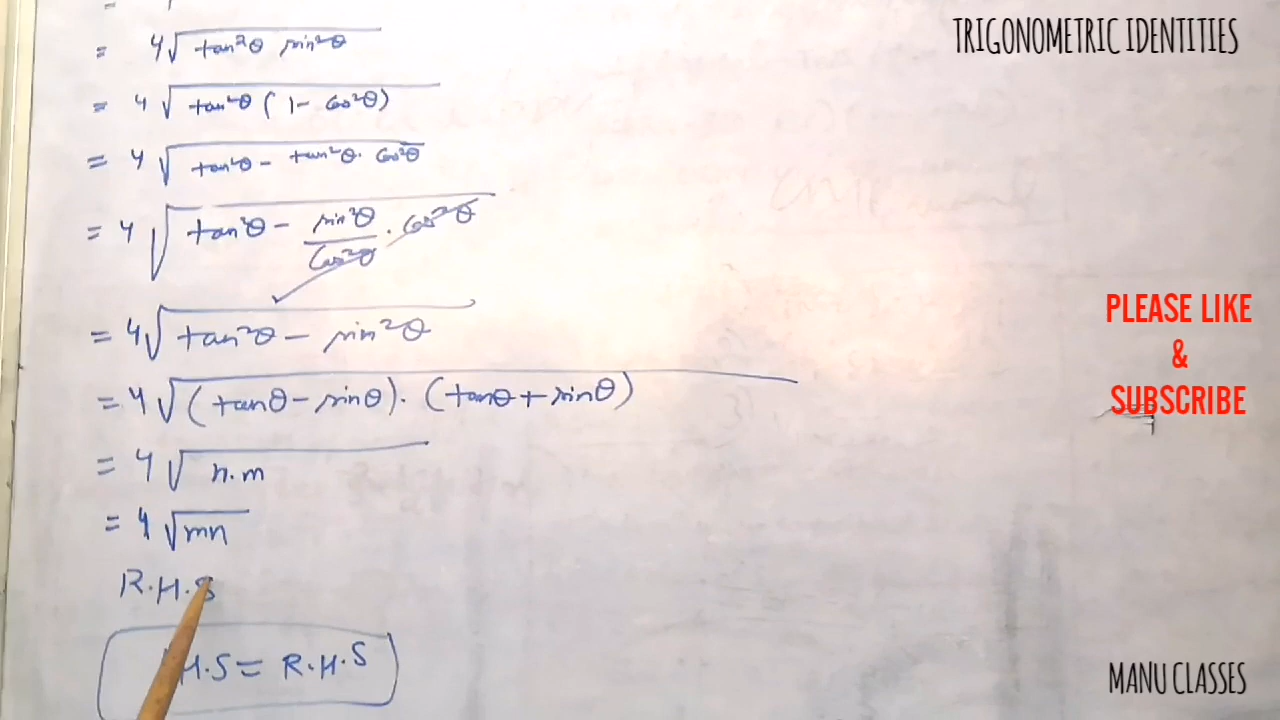 TRIGONOMETRIC IDENTITIES
= 4√tan²θ sin²θ
= 4√tan²θ (1 - Cos²θ)
= 4√tan²θ - tan²θ. Cos²θ
= 4√tan²θ - sin²θ/Cos²θ . Cos²θ
= 4√tan²θ - sin²θ
= 4√(tanθ - sinθ). (tanθ + sinθ)
= 4√n.m
= 4√mn
R.H.S
H.S = R.H.S
PLEASE LIKE
&
SUBSCRIBE
MANU CLASSES